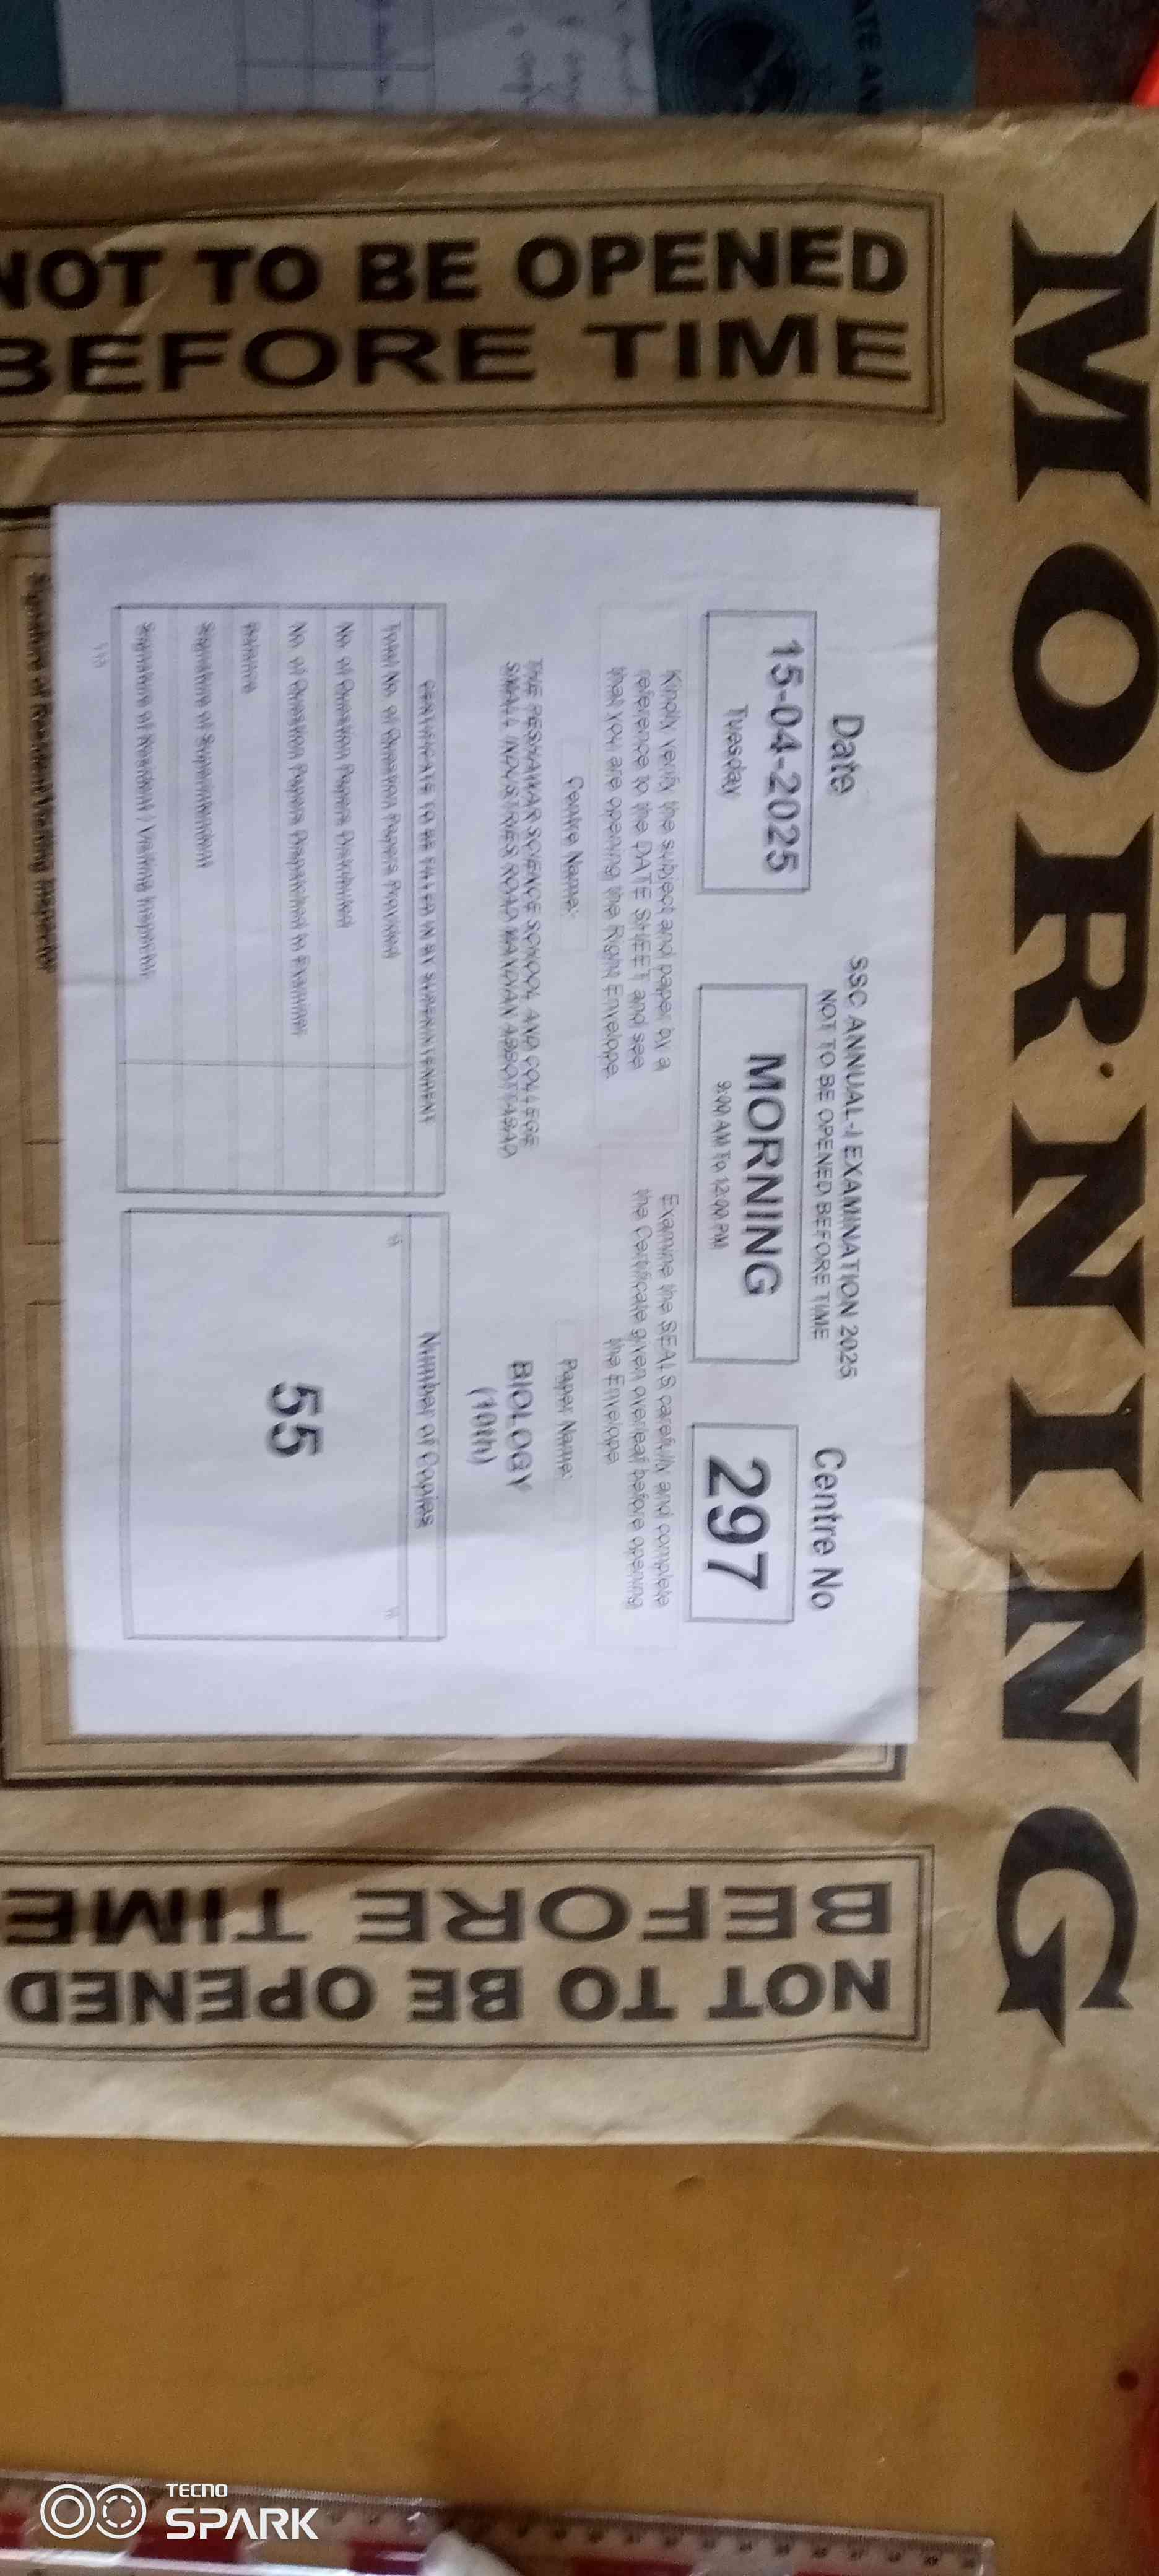 MORNING
NOT TO BE OPENED
BEFORE TIME
SSC ANNUAL-I EXAMINATION 2025
NOT TO BE OPENED BEFORE TIME
Date
Centre No
15-04-2025
Tuesday
MORNING
9:00 AM To 12:00 PM
297
Kindly verify the subject and paper by a
reference to the DATE SHEET and see
that you are opening the Right Envelope.
Examine the SEALS carefully and complete
the Certificate given overleaf before opening
the Envelope
Centre Name:
THE PESHAWAR SCIENCE SCHOOL AND COLLEGE
SMALL INDUSTRIES ROAD MANDIAN ABBOTTABAD
Paper Name:
BIOLOGY
(10th)
CERTIFICATE TO BE FILLED IN BY SUPERINTENDENT
Total No. of Question Papers Provided
No. of Question Papers Distributed
No. of Question Papers Dispatched to Examiner
Balance
Signature of Superintendent
Signature of Resident / Visiting Inspector
Number of Copies
55
Signature of Resident/Visiting Inspector
NOT TO BE OPENED
BEFORE TIME
TECNO
SPARK